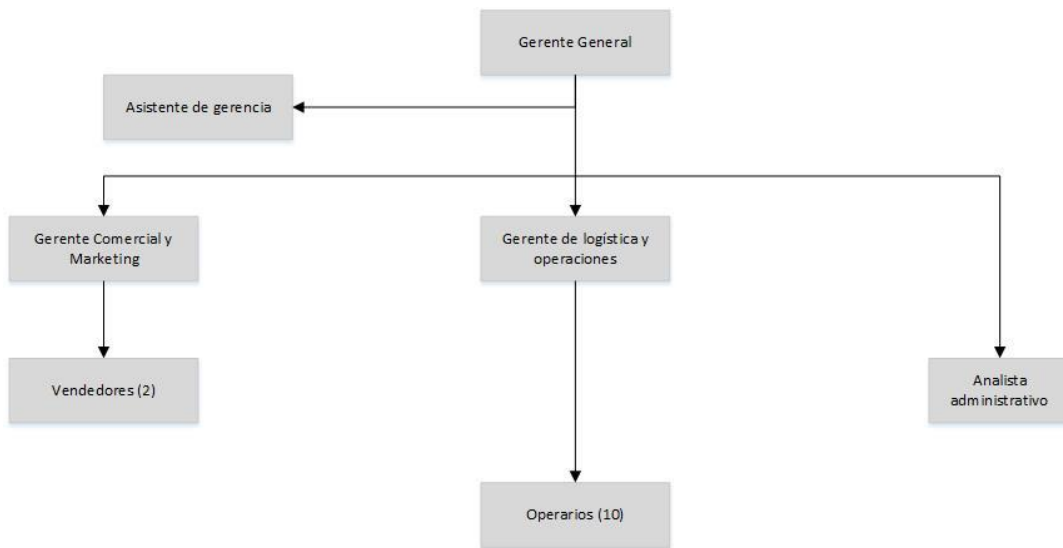 Gerente General
Asistente de gerencia
Gerente Comercial y
Marketing
Gerente de logística y
operaciones
Vendedores (2)
Analista
administrativo
Operarios (10)